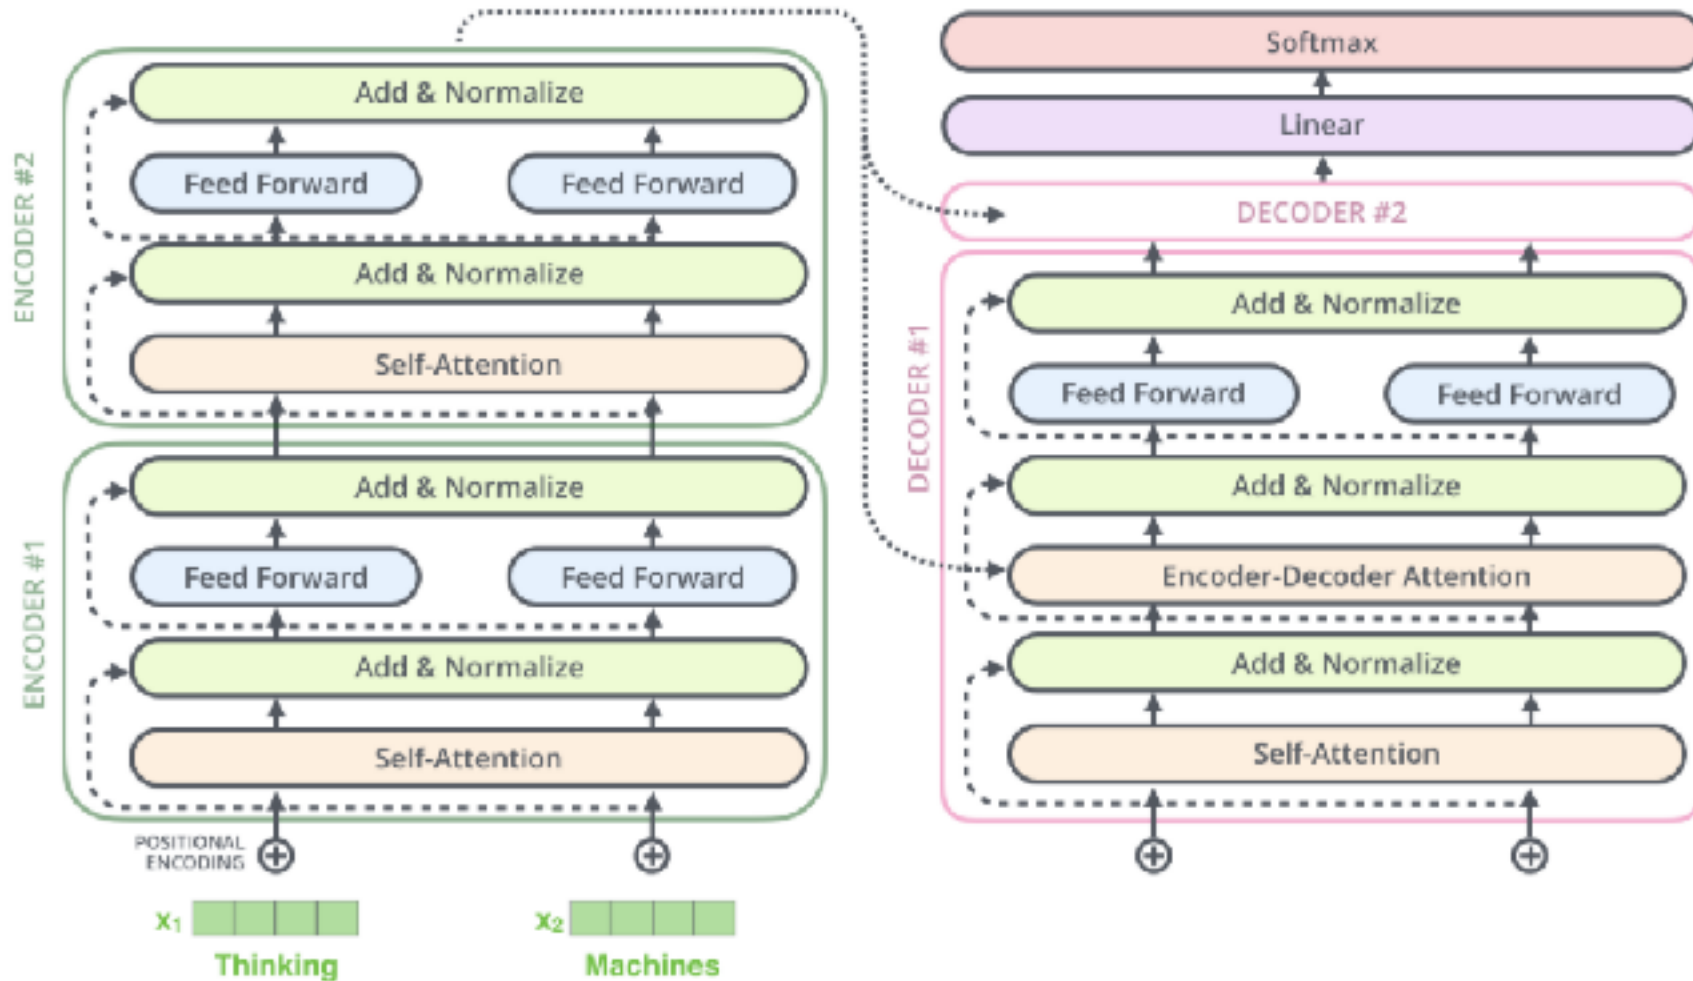 ENCODER #2
Add & Normalize
Feed Forward
Feed Forward
Add & Normalize
Self-Attention
ENCODER #1
Add & Normalize
Feed Forward
Feed Forward
Add & Normalize
Self-Attention
POSITIONAL
ENCODING
x₁
x₂
Thinking
Machines
Softmax
Linear
DECODER #2
DECODER #1
Add & Normalize
Feed Forward
Feed Forward
Add & Normalize
Encoder-Decoder Attention
Add & Normalize
Self-Attention